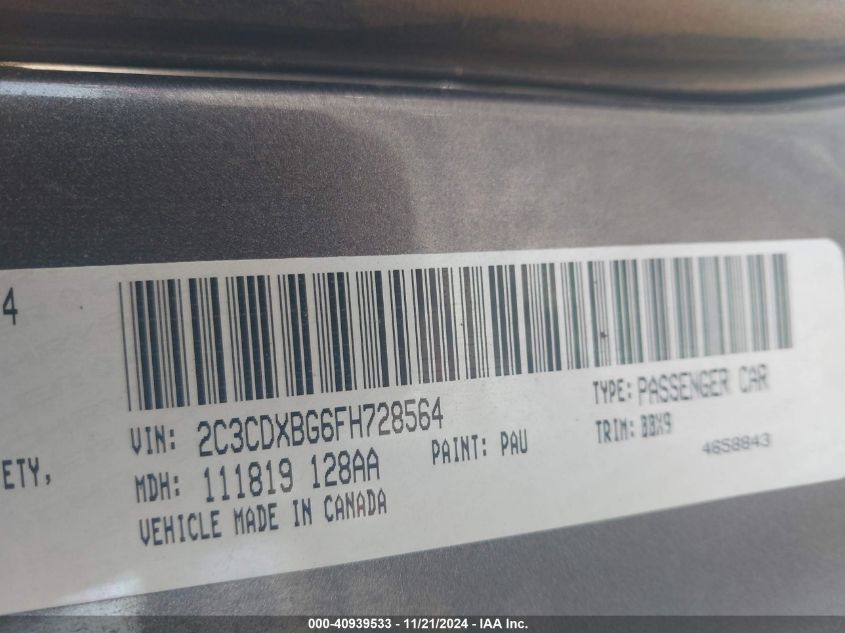 4
ETY,
VIN: 2C3CDXBG6FH728564
TYPE: PASSENGER CAR
MDH: 111819 128AA
PAINT: PAU
TRIM: BBX9
4658843
VEHICLE MADE IN CANADA
000-40939533 - 11/21/2024 - IAA Inc.